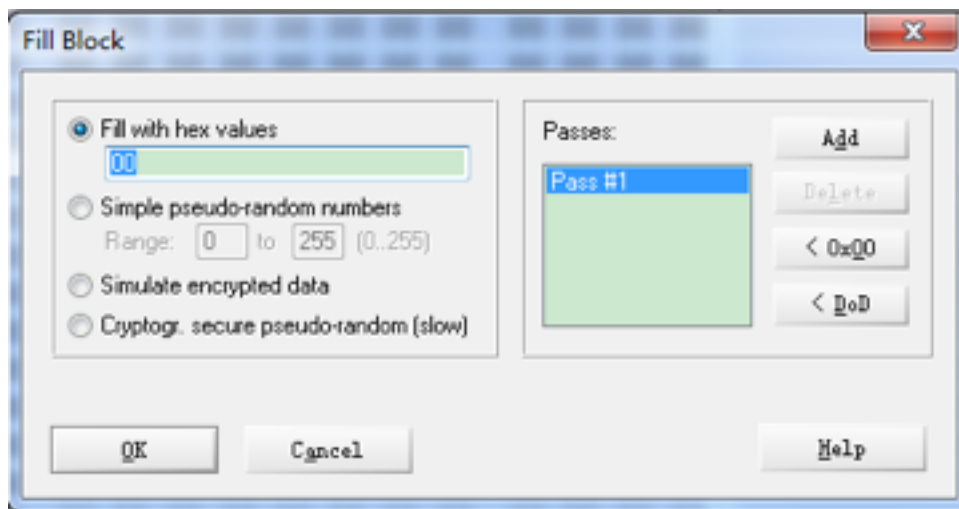 Fill Block
Fill with hex values
00
Simple pseudo-random numbers
Range: 0 to 255 (0..255)
Simulate encrypted data
Cryptogr. secure pseudo-random (slow)
Passes:
Pass #1
Add
Delete
< 0x00
< DoD
OK
Cancel
Help